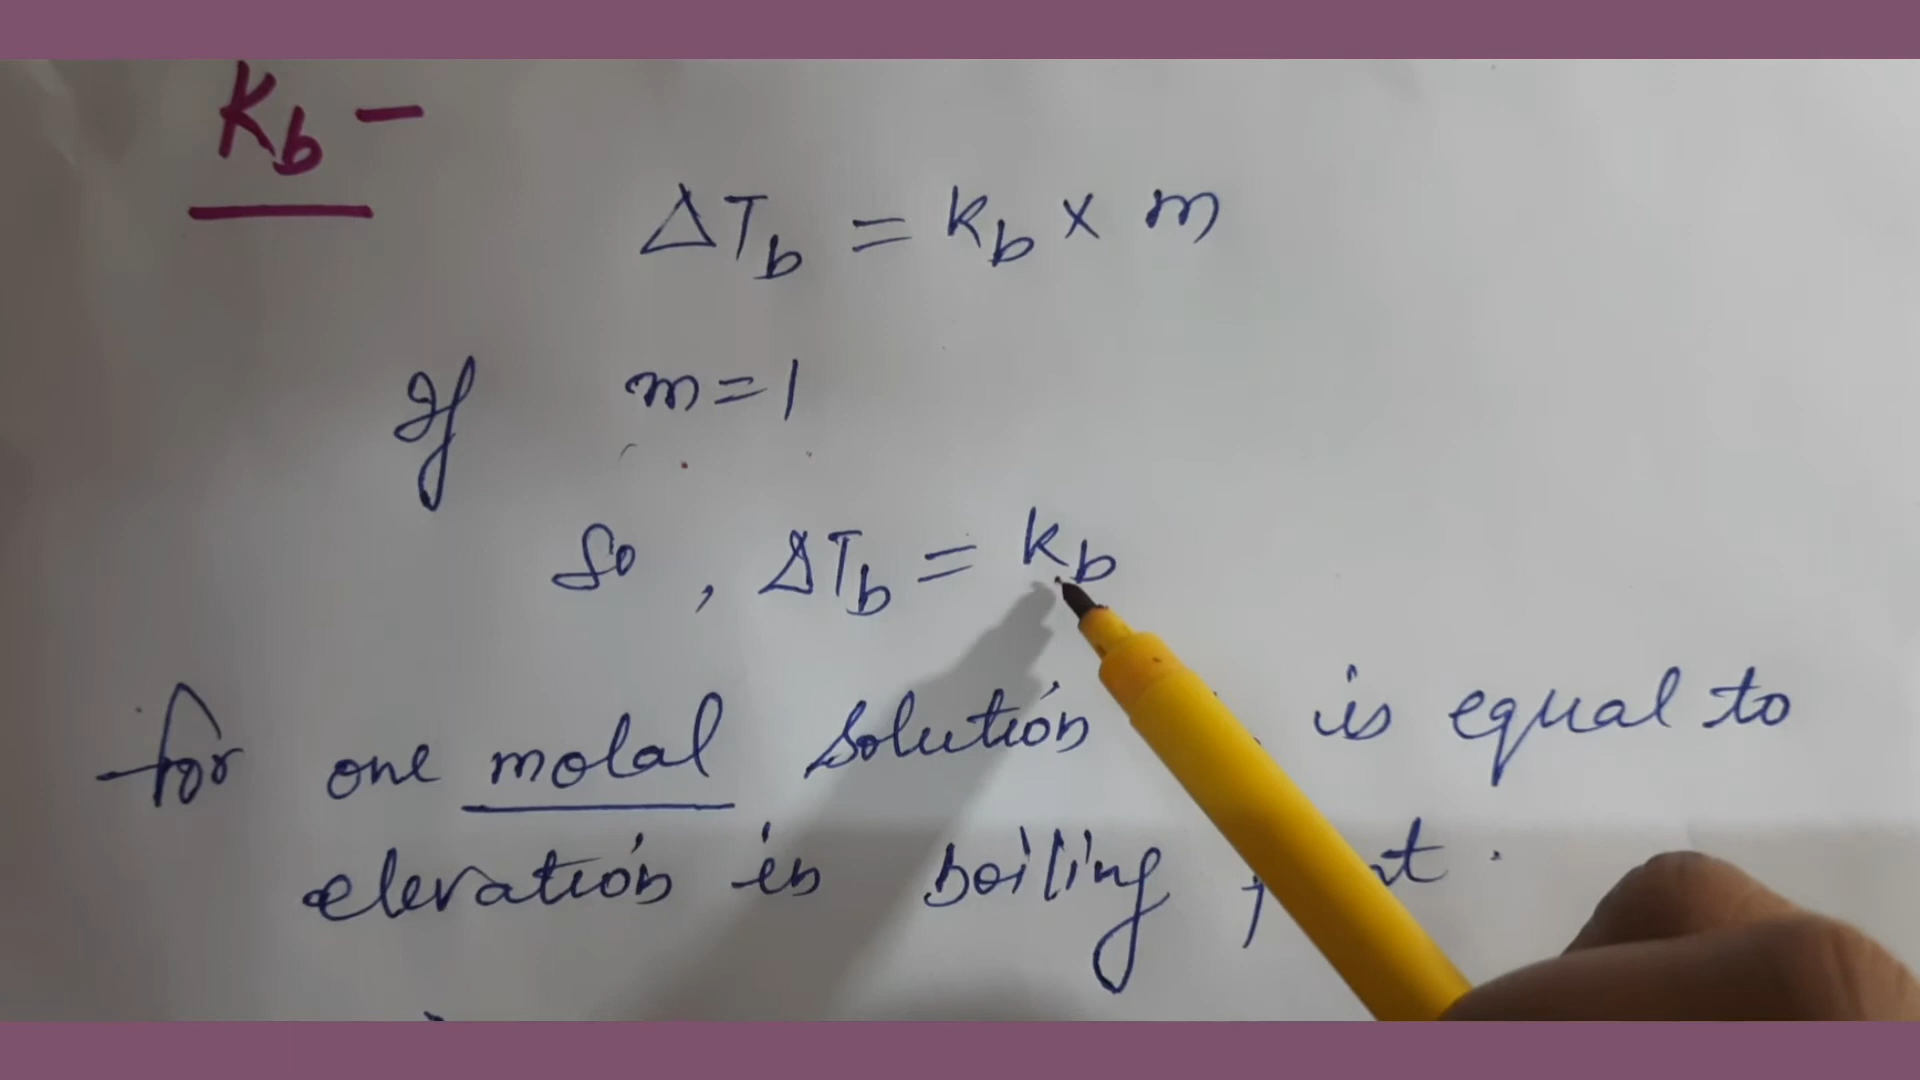 Kb -
ΔTb = Kb × m
If m = 1
So, ΔTb = Kb
for one molal solution is equal to
elevation in boiling